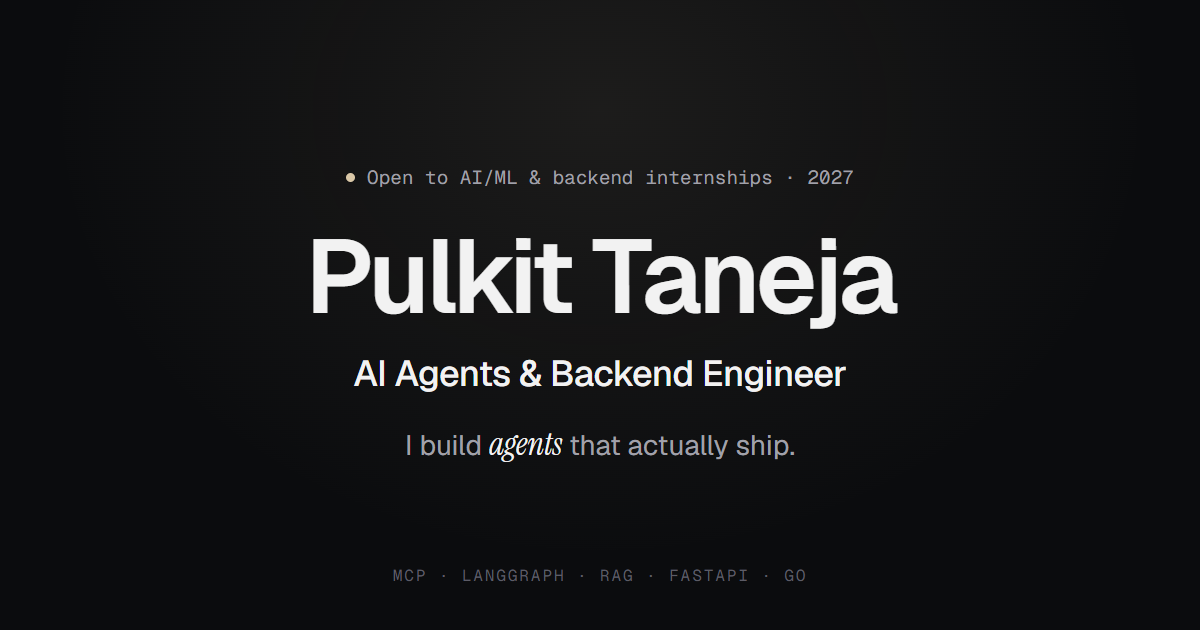 Open to AI/ML & backend internships · 2027
Pulkit Taneja
AI Agents & Backend Engineer
I build agents that actually ship.
MCP · LANGGRAPH · RAG · FASTAPI · GO